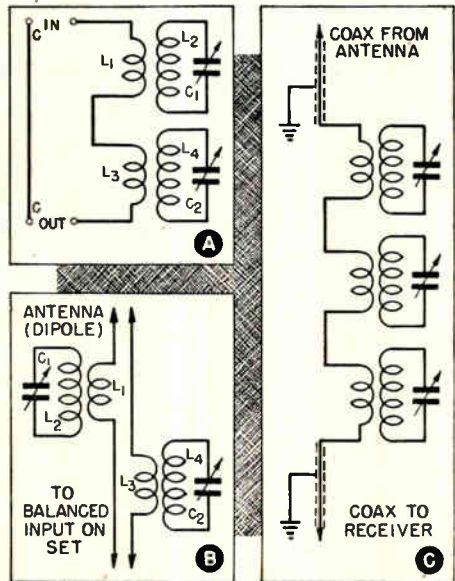 G IN
L1
L2
C1
L3
L4
C2
G OUT
A
ANTENNA
(DIPOLE)
C1
L2
L1
L3
L4
C2
TO
BALANCED
INPUT ON
SET
B
COAX FROM
ANTENNA
COAX TO
RECEIVER
C